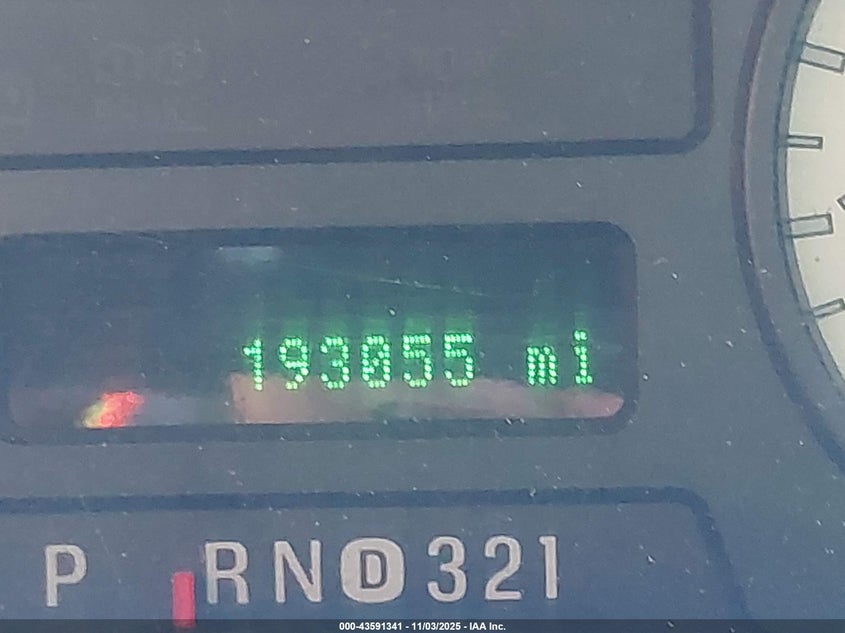 193055 mi
P RND321
000-43591341 - 11/03/2025 - IAA Inc.